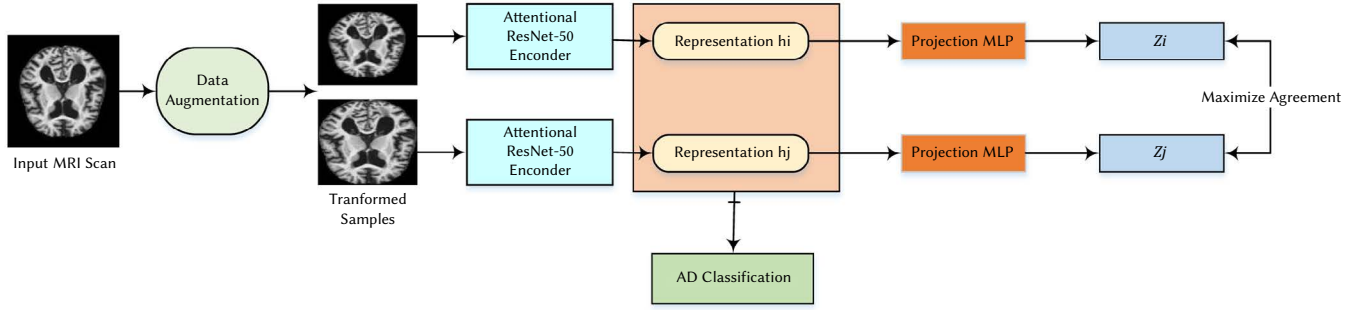 Input MRI Scan
Data
Augmentation
Tranformed
Samples
Attentional
ResNet-50
Enconder
Attentional
ResNet-50
Enconder
Representation hi
Representation hj
AD Classification
Projection MLP
Projection MLP
Zi
Zj
Maximize Agreement